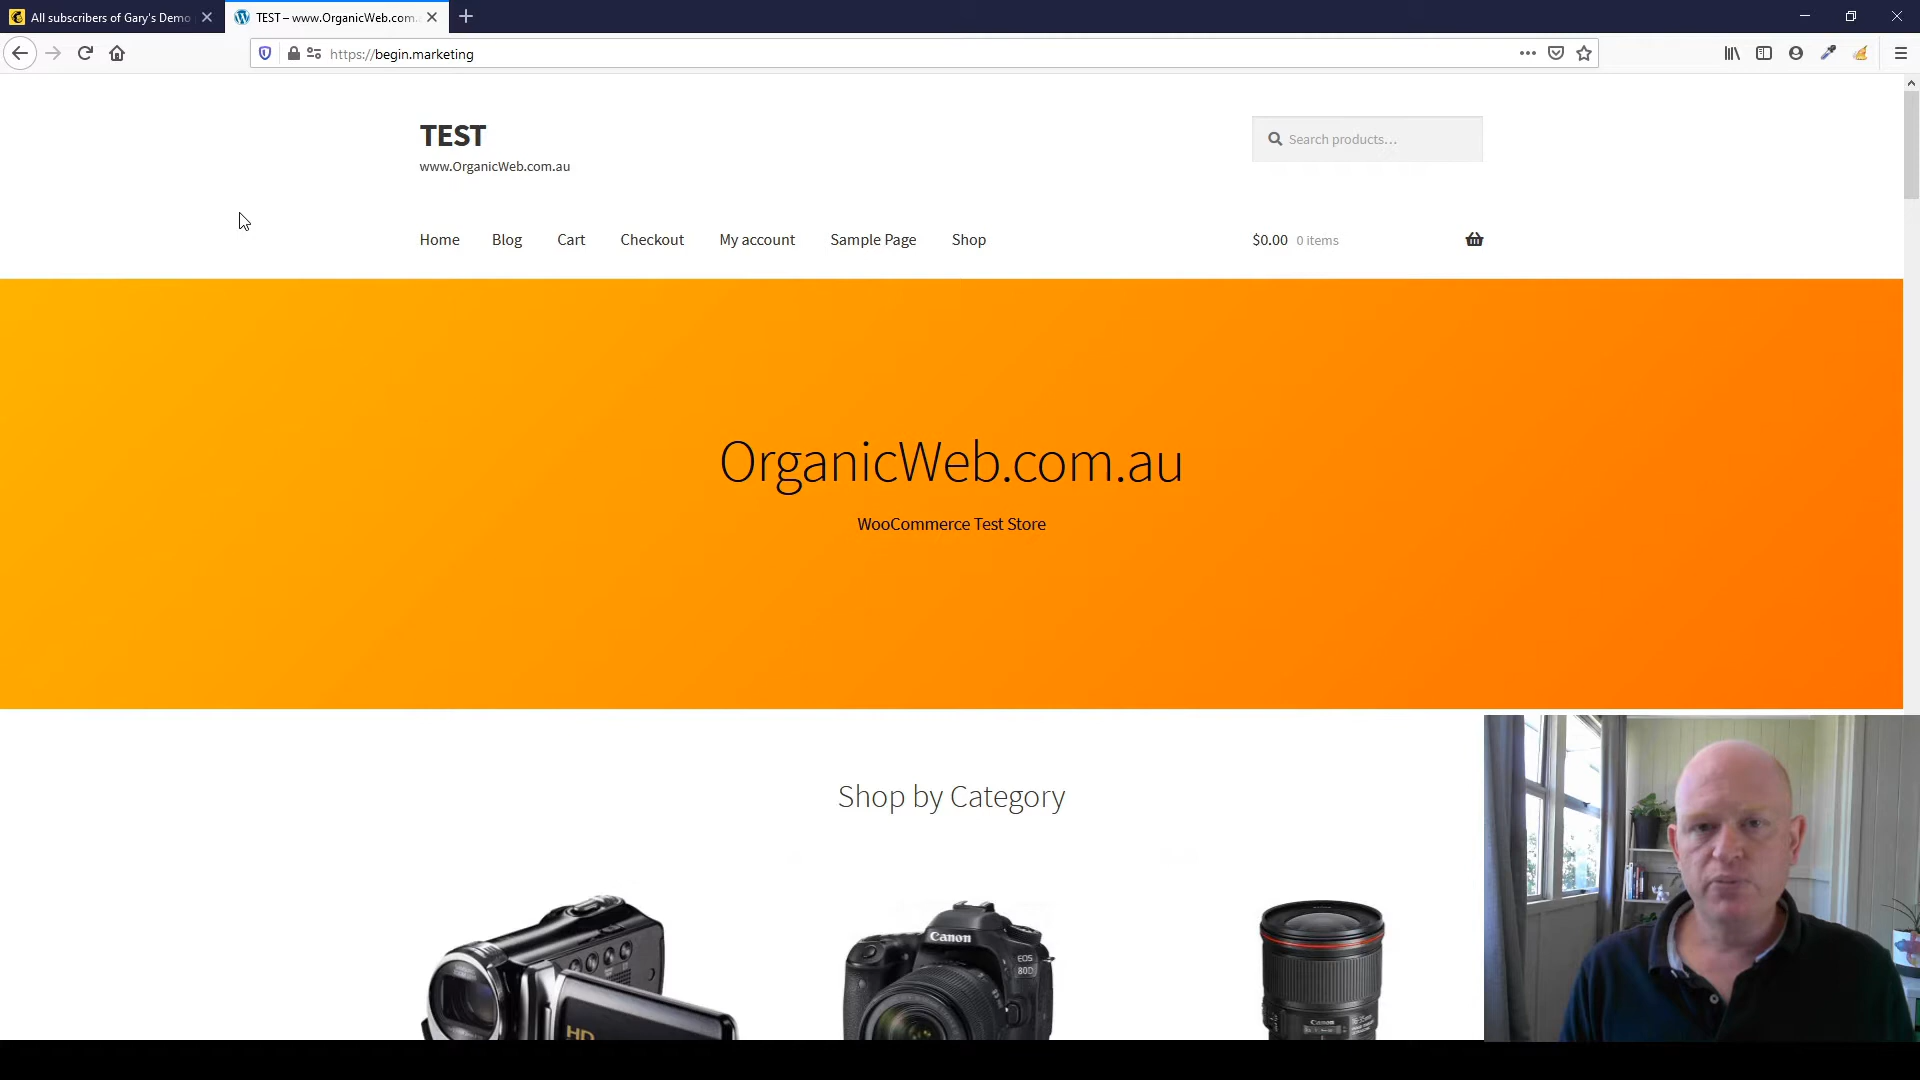 All subscribers of Gary's Demo
TEST – www.OrganicWeb.com.
https://begin.marketing
TEST
www.OrganicWeb.com.au
Search products…
Home Blog Cart Checkout My account Sample Page Shop
$0.00 0 items
OrganicWeb.com.au
WooCommerce Test Store
Shop by Category
HD
Canon
EOS
80D
Canon